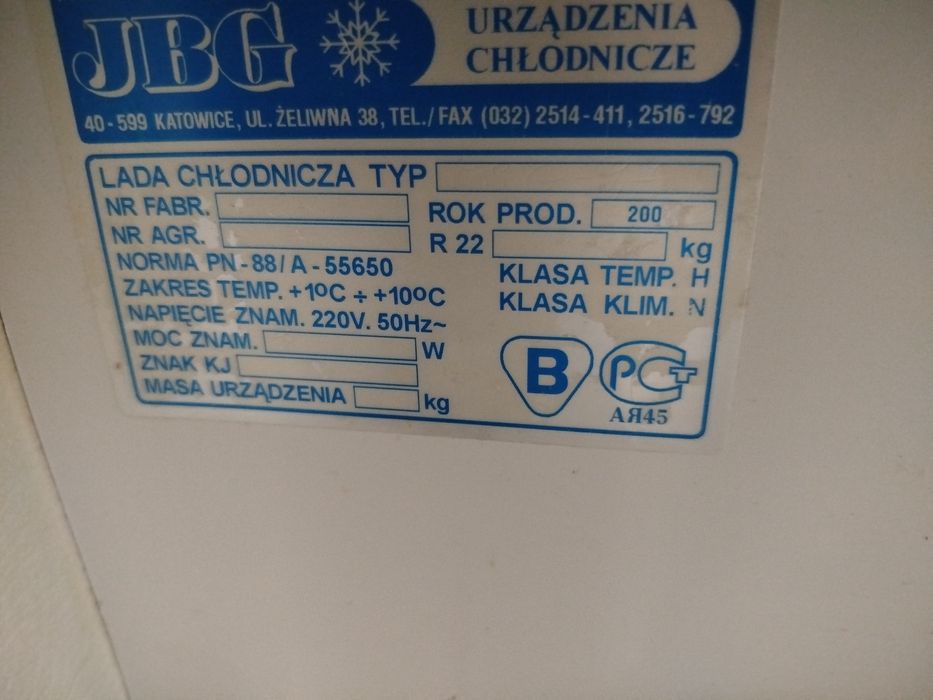 JBG
URZĄDZENIA
CHŁODNICZE
40-599 KATOWICE, UL. ŻELIWNA 38, TEL./FAX (032) 2514-411, 2516-792
LADA CHŁODNICZA TYP
NR FABR.
ROK PROD. 200
NR AGR.
R 22 kg
NORMA PN-88/A-55650
KLASA TEMP. H
ZAKRES TEMP. +1ºC ÷ +10ºC
KLASA KLIM. N
NAPIĘCIE ZNAM. 220V. 50Hz~
MOC ZNAM. W
ZNAK KJ
MASA URZĄDZENIA kg
B
РСТ
АЯ45